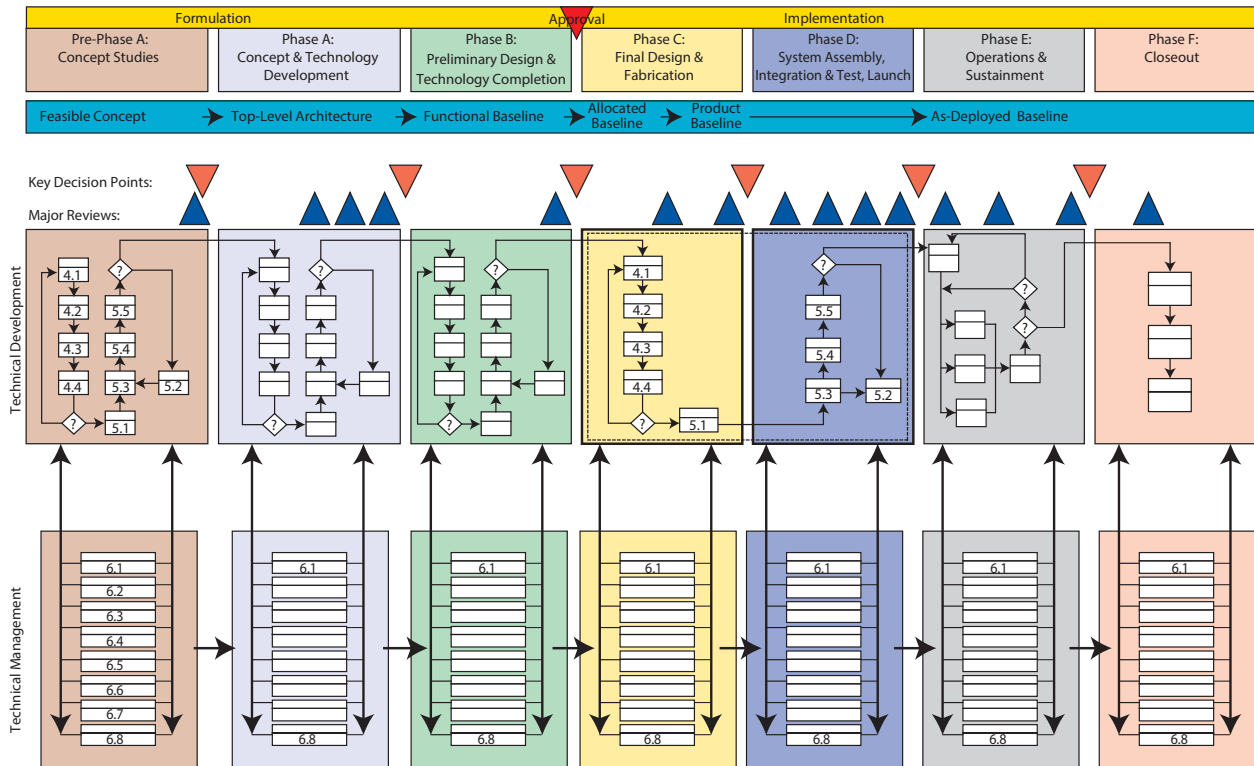 Formulation
Approval
Implementation
Pre-Phase A:
Concept Studies
Phase A:
Concept & Technology
Development
Phase B:
Preliminary Design &
Technology Completion
Phase C:
Final Design &
Fabrication
Phase D:
System Assembly,
Integration & Test, Launch
Phase E:
Operations &
Sustainment
Phase F:
Closeout
Feasible Concept
Top-Level Architecture
Functional Baseline
Allocated
Baseline
Product
Baseline
As-Deployed Baseline
Key Decision Points:
Major Reviews:
Technical Development
4.1
4.2
4.3
4.4
?
?
5.5
5.4
5.3
5.1
5.2
?
?
?
?
4.1
4.2
4.3
4.4
?
5.1
?
5.5
5.4
5.3
5.2
?
?
?
Technical Management
6.1
6.2
6.3
6.4
6.5
6.6
6.7
6.8
6.1
6.8
6.1
6.8
6.1
6.8
6.1
6.8
6.1
6.8
6.1
6.8